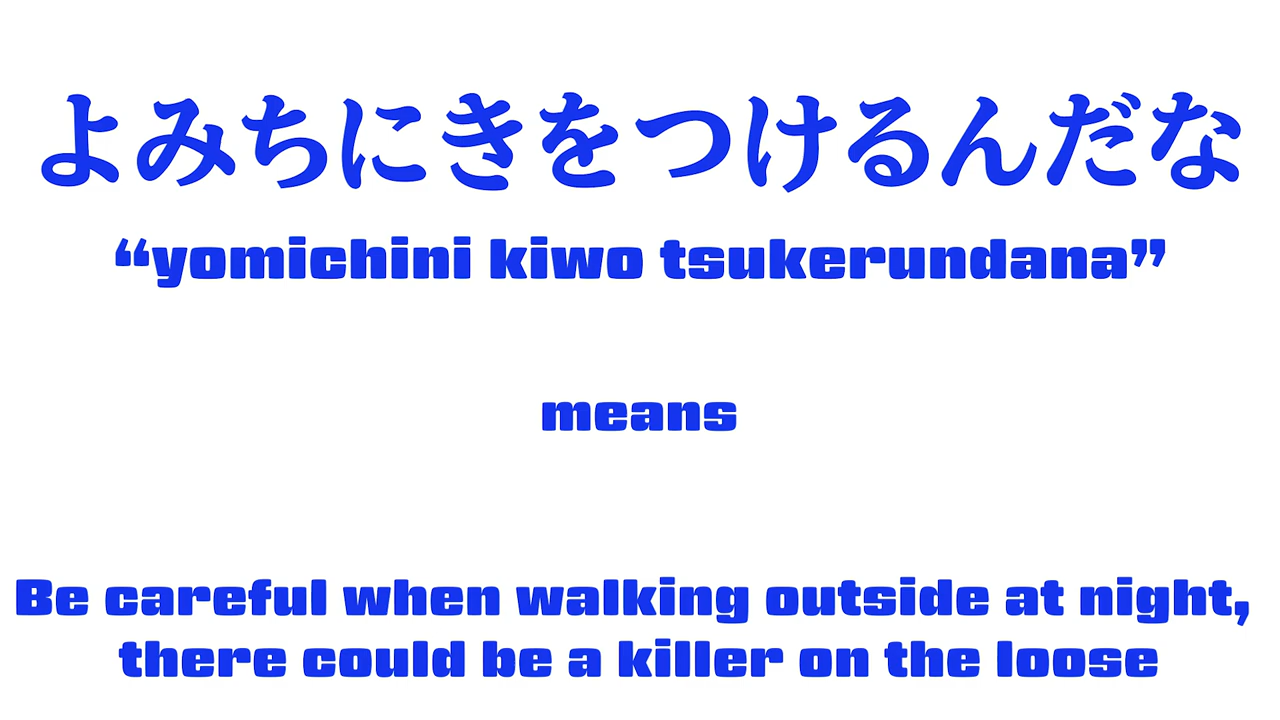 よみちにきをつけるんだな
“yomichini kiwo tsukerundana”
means
Be careful when walking outside at night,
there could be a killer on the loose